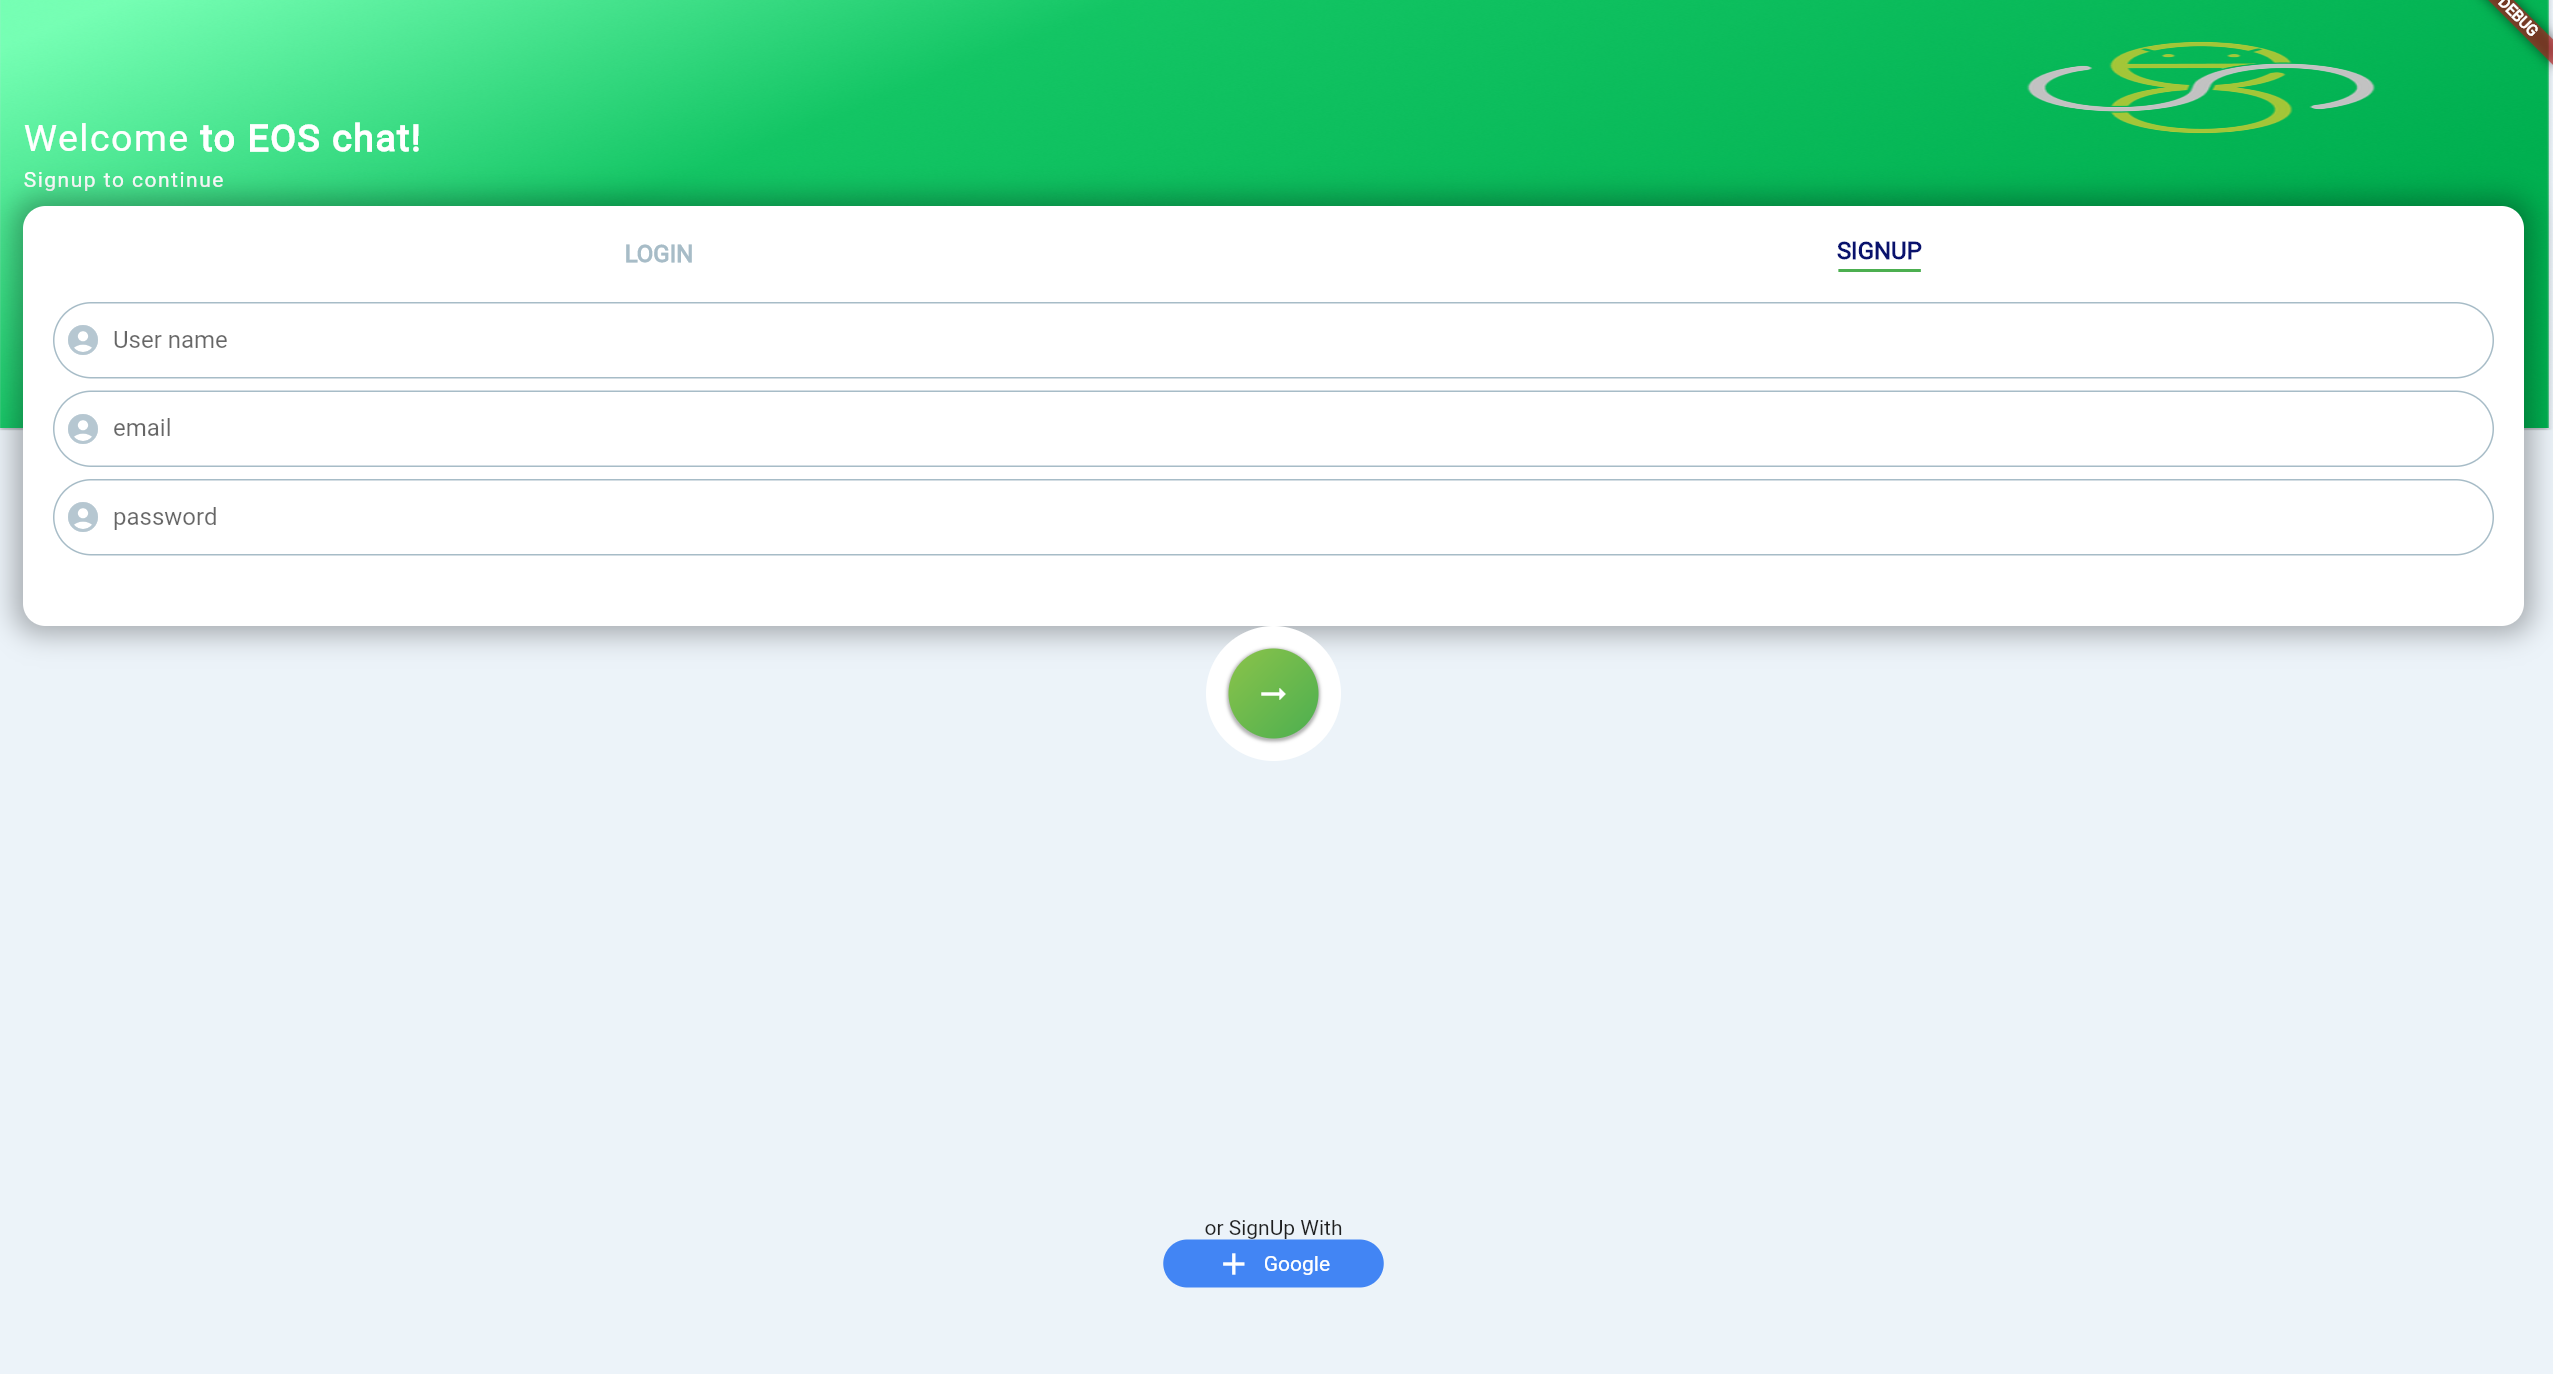 DEBUG
Welcome to EOS chat!
Signup to continue
LOGIN
SIGNUP
User name
email
password
or SignUp With
Google